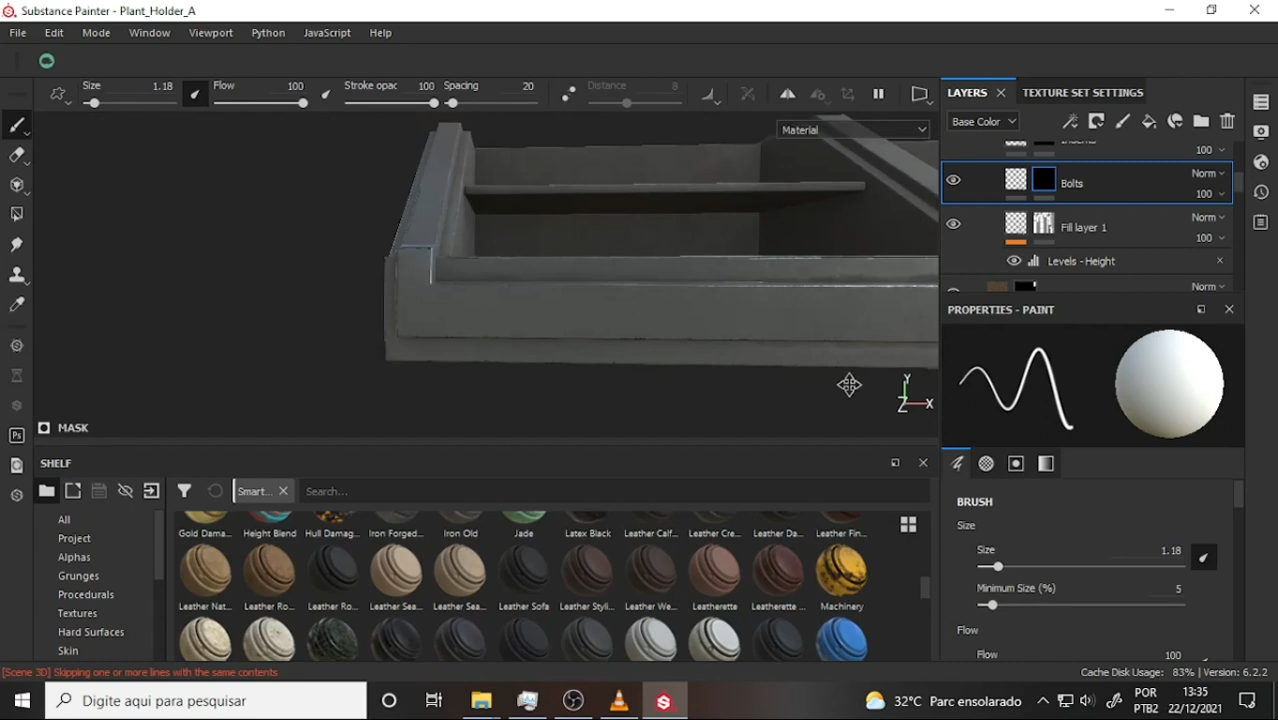 Substance Painter - Plant_Holder_A
File Edit Mode Window Viewport Python JavaScript Help
Size 1.18 Flow 100 Stroke opac 100 Spacing 20 Distance 8
Material
LAYERS TEXTURE SET SETTINGS
Base Color
100
Bolts Norm 100
Fill layer 1 Norm 100
Levels - Height
Norm
PROPERTIES - PAINT
Y
Z X
MASK
SHELF
Smart... Search...
All
Project
Alphas
Grunges
Procedurals
Textures
Hard Surfaces
Skin
Gold Dama... Height Blend Hull Damag... Iron Forged... Iron Old Jade Latex Black Leather Calf... Leather Cre... Leather Da... Leather Fin...
Leather Nat... Leather Ro... Leather Ro... Leather Sea... Leather Sea... Leather Sofa Leather Styli... Leather We... Leatherette Leatherette ... Machinery
BRUSH
Size
Size 1.18
Minimum Size (%) 5
Flow
Flow 100
[Scene 3D] Skipping one or more lines with the same contents
Cache Disk Usage: 83% | Version: 6.2.2
Ps
Digite aqui para pesquisar
32°C Parc ensolarado
POR
PTB2
13:35
22/12/2021